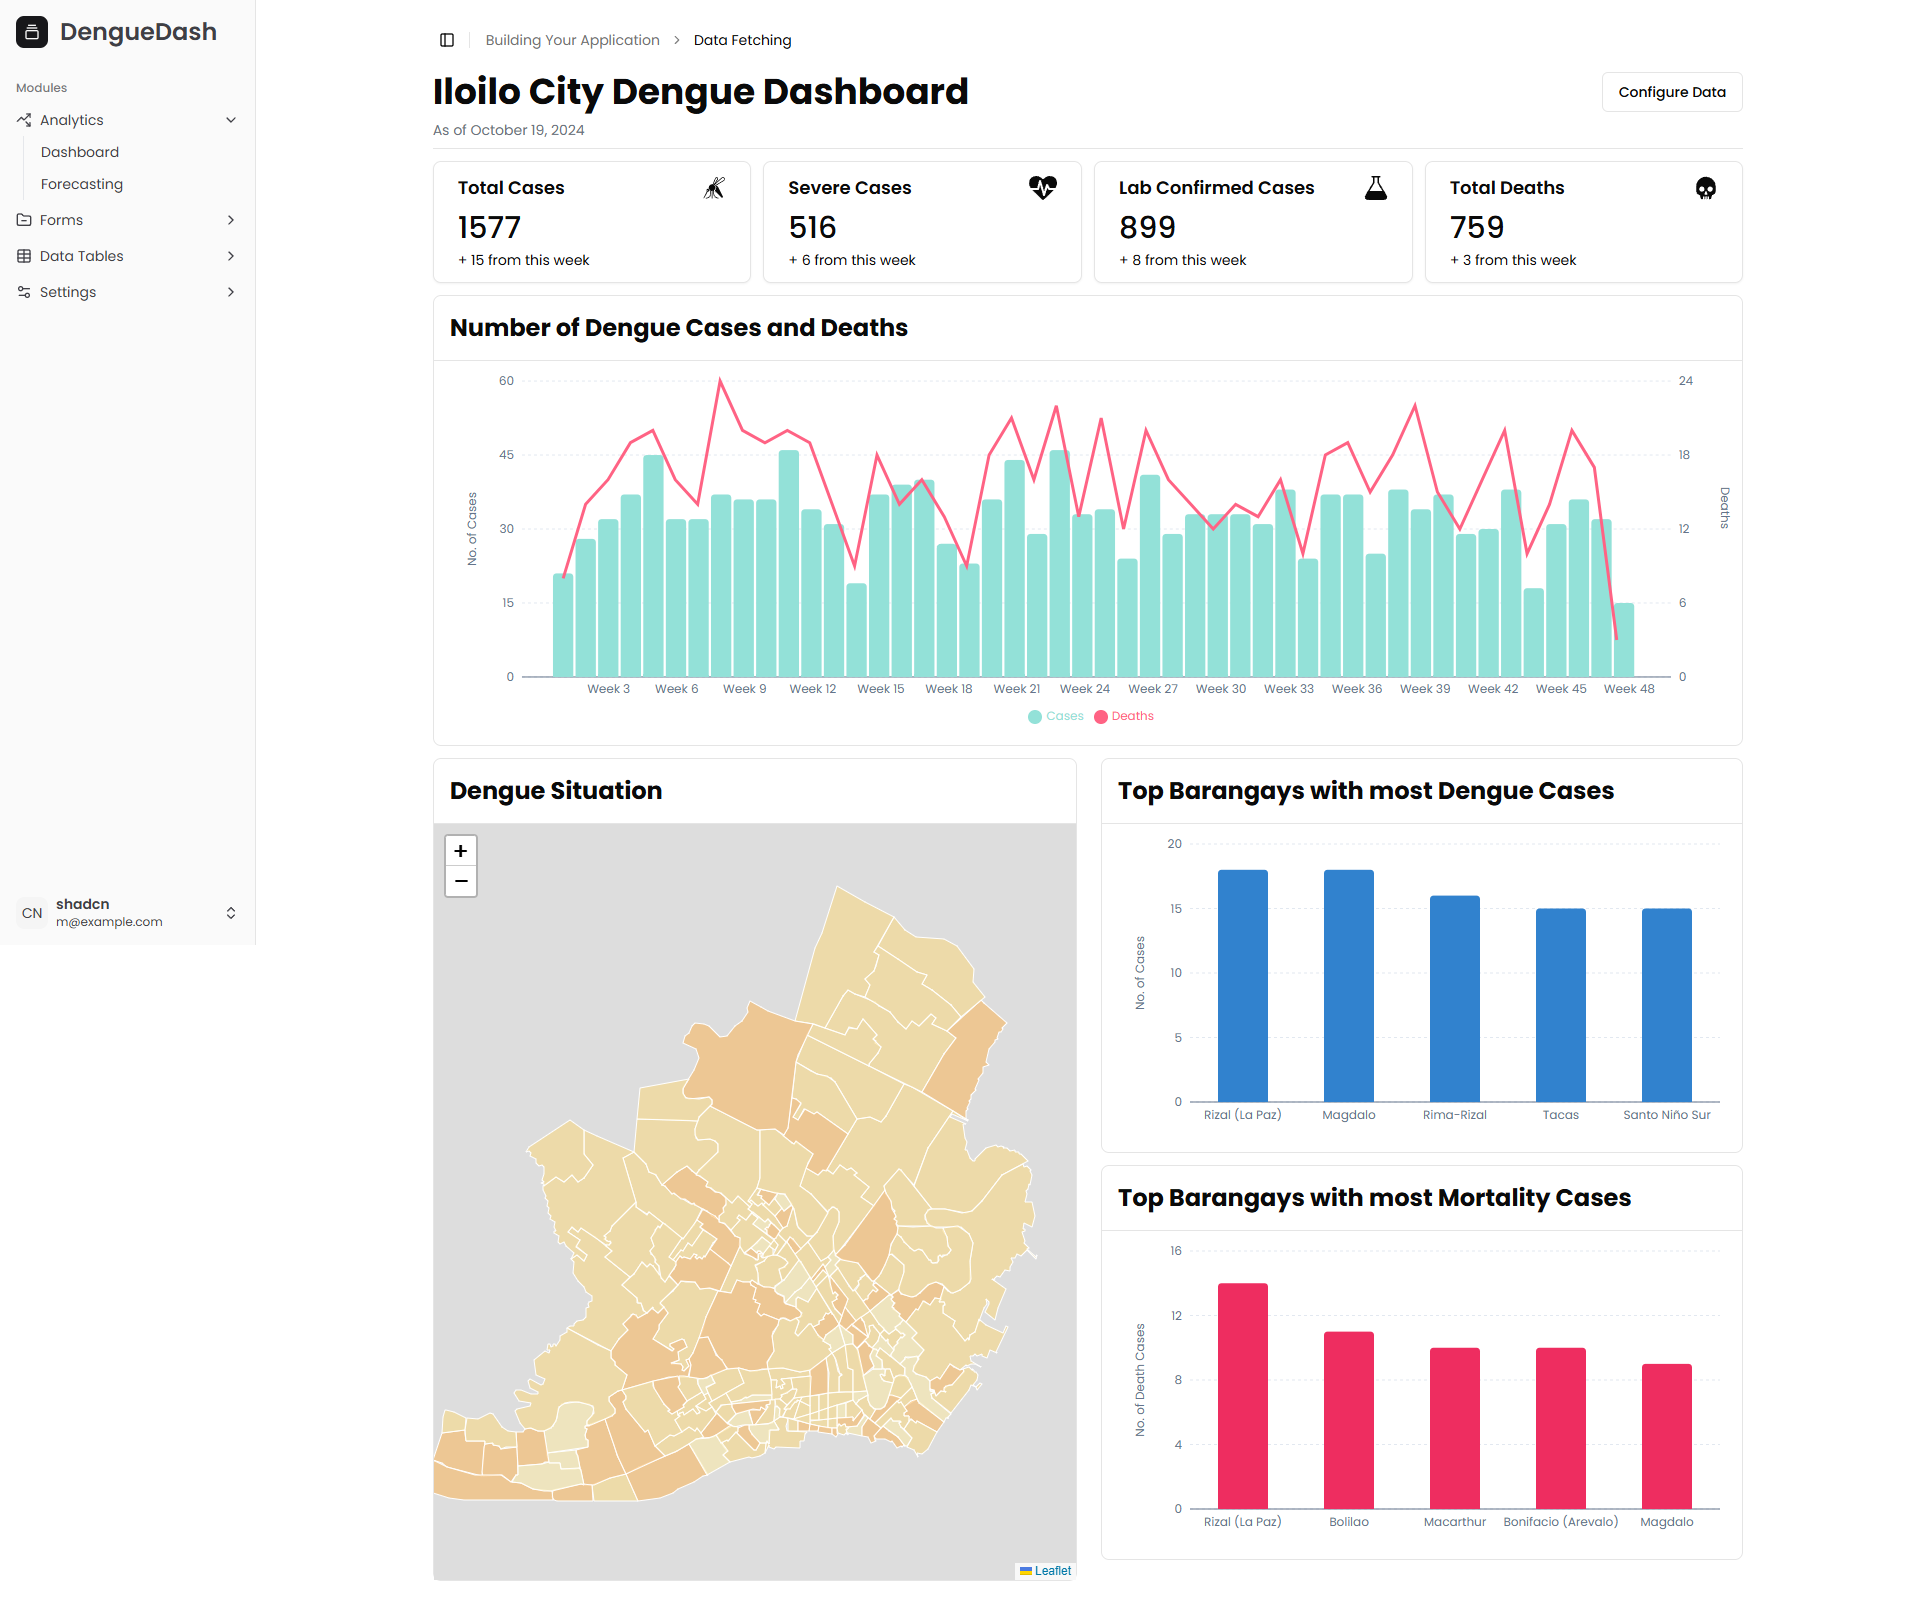 DengueDash
Modules
Analytics
Dashboard
Forecasting
Forms
Data Tables
Settings
CN
shadcn
m@example.com
Building Your Application > Data Fetching
Iloilo City Dengue Dashboard
Configure Data
As of October 19, 2024
Total Cases
1577
+ 15 from this week
Severe Cases
516
+ 6 from this week
Lab Confirmed Cases
899
+ 8 from this week
Total Deaths
759
+ 3 from this week
Number of Dengue Cases and Deaths
60
45
30
15
0
No. of Cases
24
18
12
6
0
Deaths
Week 3 Week 6 Week 9 Week 12 Week 15 Week 18 Week 21 Week 24 Week 27 Week 30 Week 33 Week 36 Week 39 Week 42 Week 45 Week 48
Cases Deaths
Dengue Situation
+
−
Leaflet
Top Barangays with most Dengue Cases
20
15
10
5
0
No. of Cases
Rizal (La Paz) Magdalo Rima-Rizal Tacas Santo Niño Sur
Top Barangays with most Mortality Cases
16
12
8
4
0
No. of Death Cases
Rizal (La Paz) Bolilao Macarthur Bonifacio (Arevalo) Magdalo